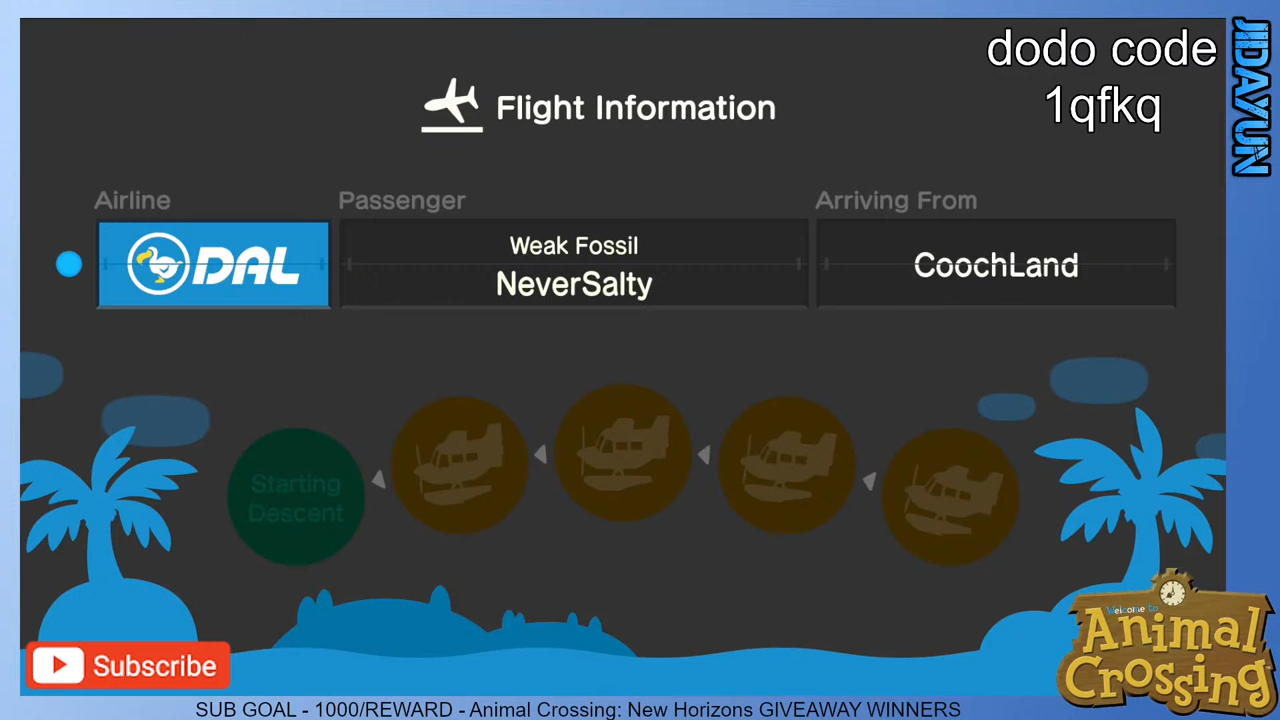 dodo code
1qfkq
JIDAVUN
Flight Information
Airline
Passenger
Arriving From
DAL
Weak Fossil
NeverSalty
CoochLand
Starting
Descent
Subscribe
Welcome to
Animal
Crossing
SUB GOAL - 1000/REWARD - Animal Crossing: New Horizons GIVEAWAY WINNERS